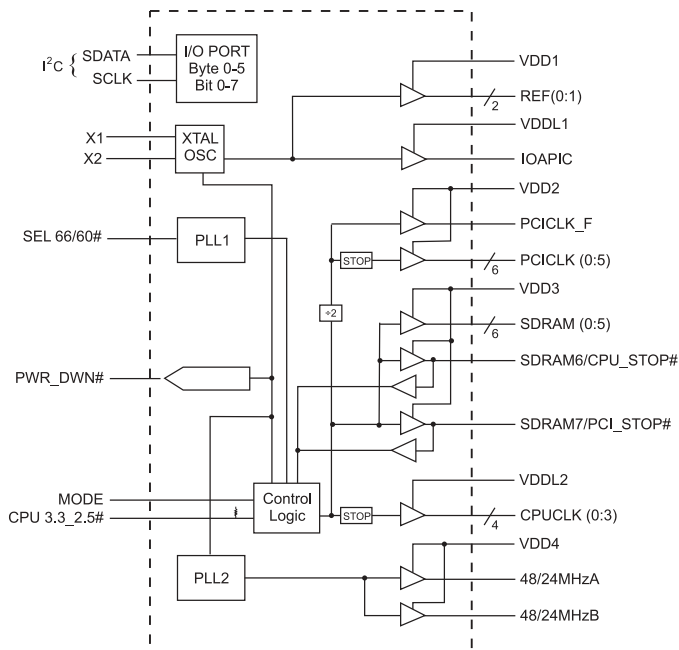 I²C { SDATA
SCLK
I/O PORT
Byte 0-5
Bit 0-7
VDD1
REF(0:1)
2
VDDL1
X1
X2
XTAL
OSC
IOAPIC
VDD2
SEL 66/60#
PLL1
PCICLK_F
STOP
PCICLK (0:5)
6
VDD3
÷2
SDRAM (0:5)
6
SDRAM6/CPU_STOP#
PWR_DWN#
SDRAM7/PCI_STOP#
VDDL2
MODE
CPU 3.3_2.5#
Control
Logic
STOP
CPUCLK (0:3)
4
VDD4
PLL2
48/24MHzA
48/24MHzB